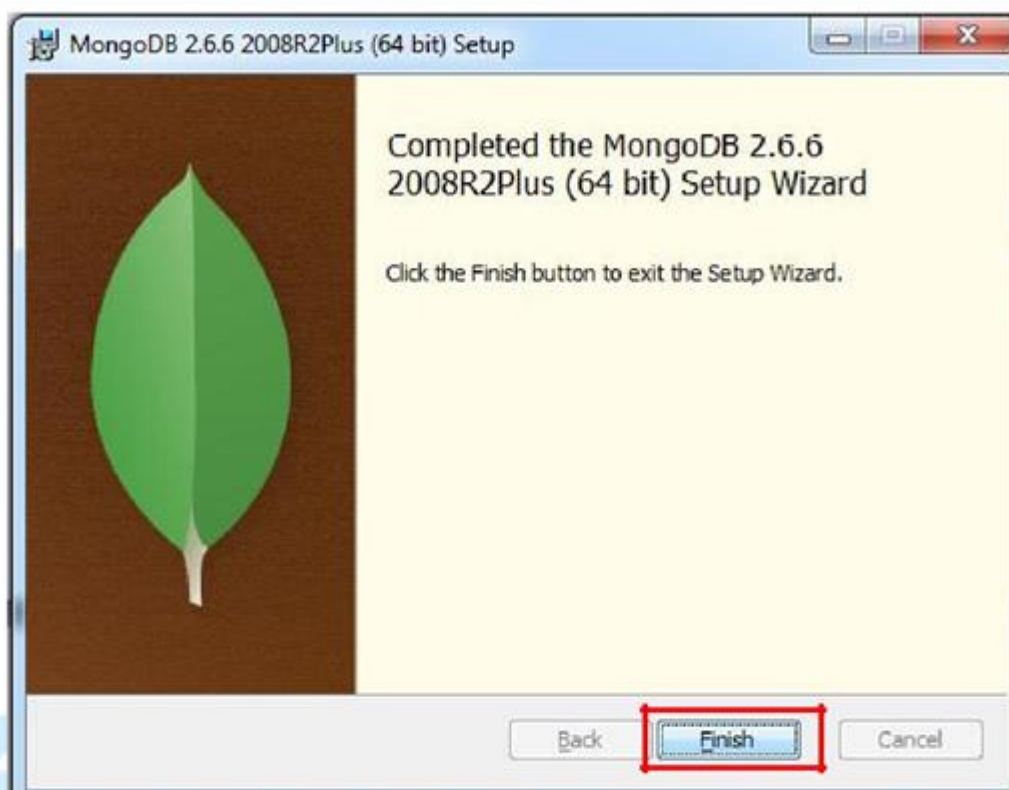 MongoDB 2.6.6 2008R2Plus (64 bit) Setup
Completed the MongoDB 2.6.6
2008R2Plus (64 bit) Setup Wizard
Click the Finish button to exit the Setup Wizard.
Back
Finish
Cancel